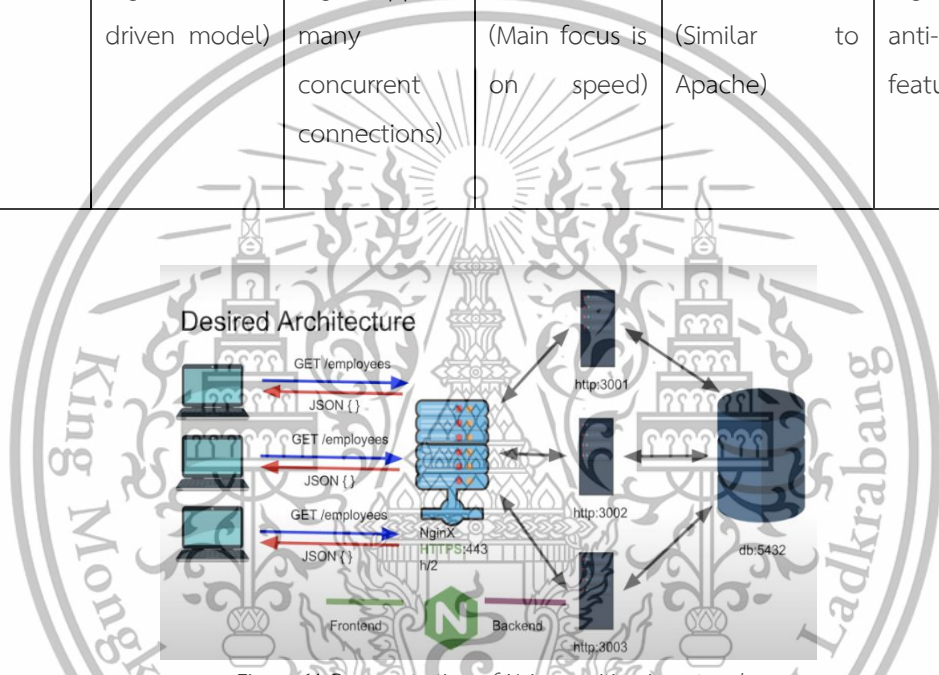 driven model) many (Main focus is (Similar to anti-
concurrent on speed) Apache)
connections)
Desired Architecture
GET /employees
JSON { }
GET /employees
JSON { }
GET /employees
JSON { }
NginX
HTTPS:443
h/2
http:3001
http:3002
http:3003
db:5432
Frontend
N
Backend
King
Ladkrabang